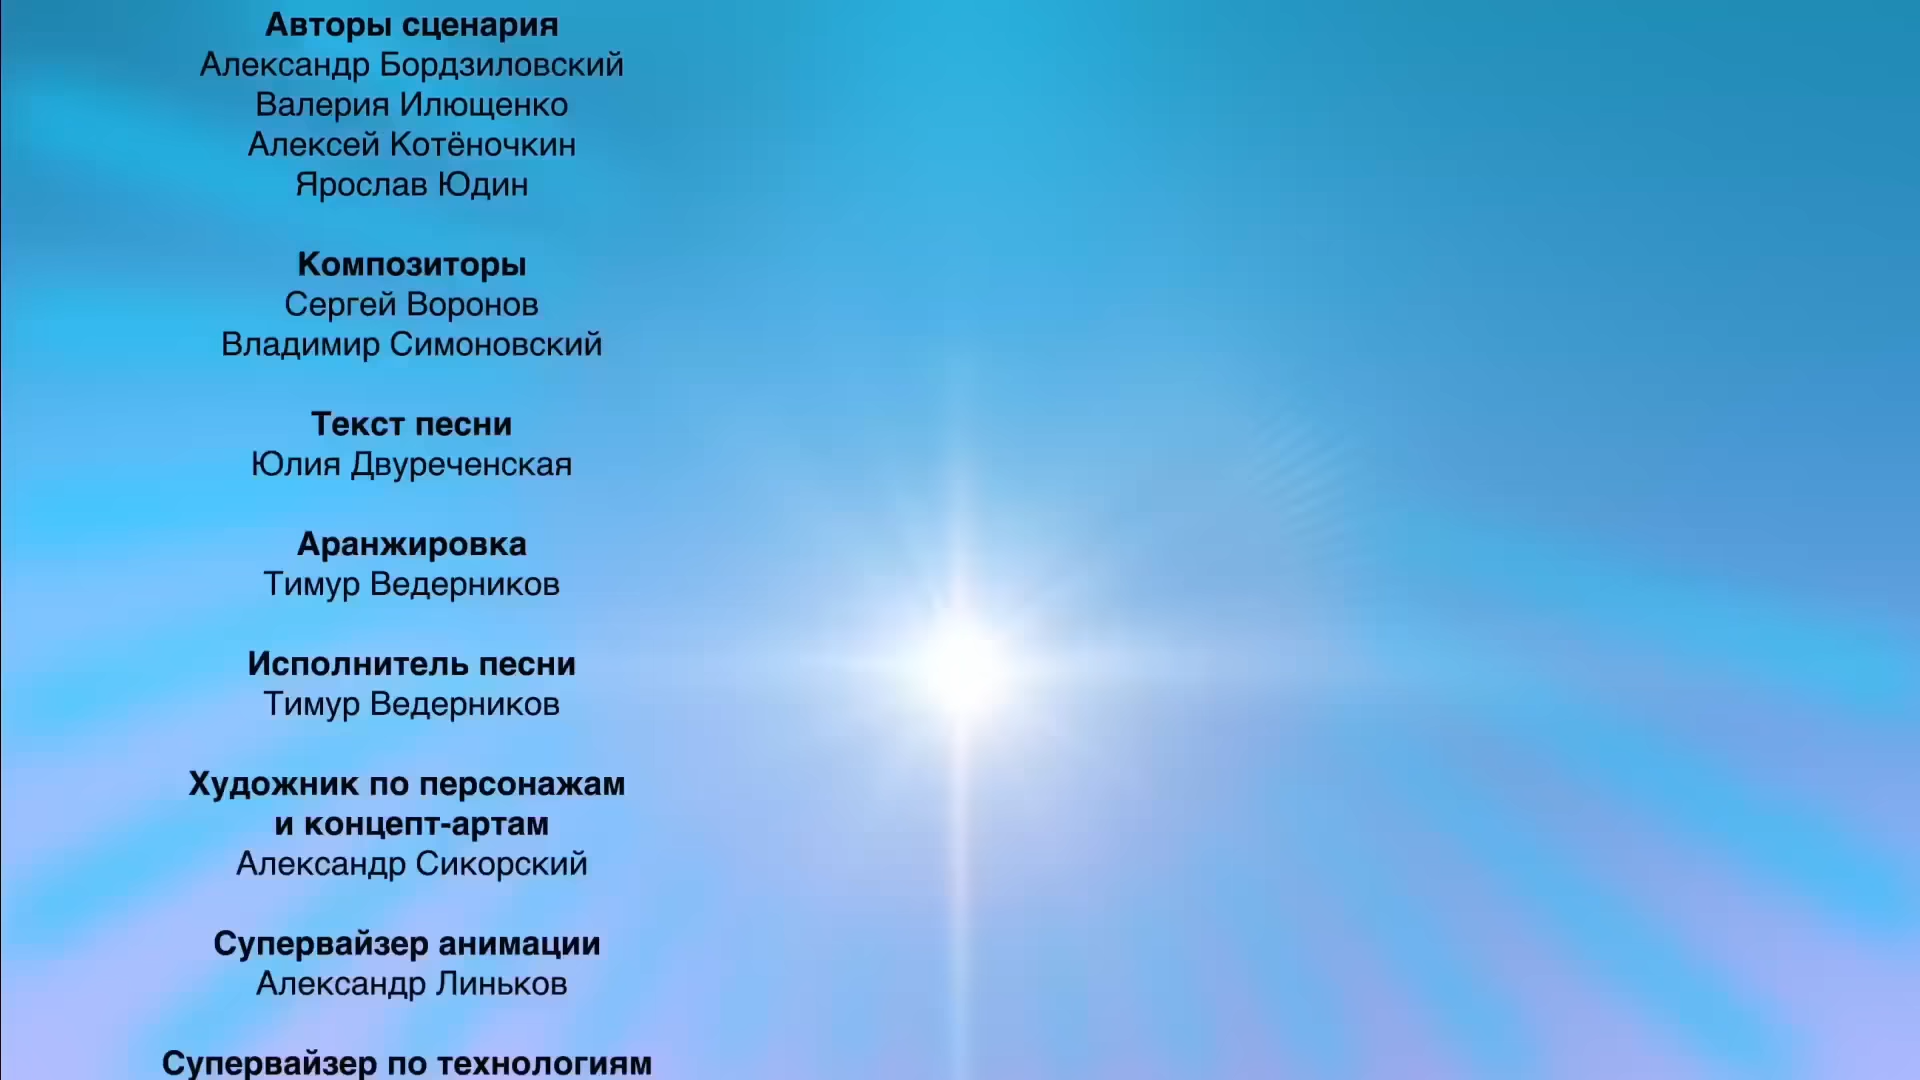 Авторы сценария
Александр Бордзиловский
Валерия Илющенко
Алексей Котёночкин
Ярослав Юдин
Композиторы
Сергей Воронов
Владимир Симоновский
Текст песни
Юлия Двуреченская
Аранжировка
Тимур Ведерников
Исполнитель песни
Тимур Ведерников
Художник по персонажам
и концепт-артам
Александр Сикорский
Супервайзер анимации
Александр Линьков
Супервайзер по технологиям